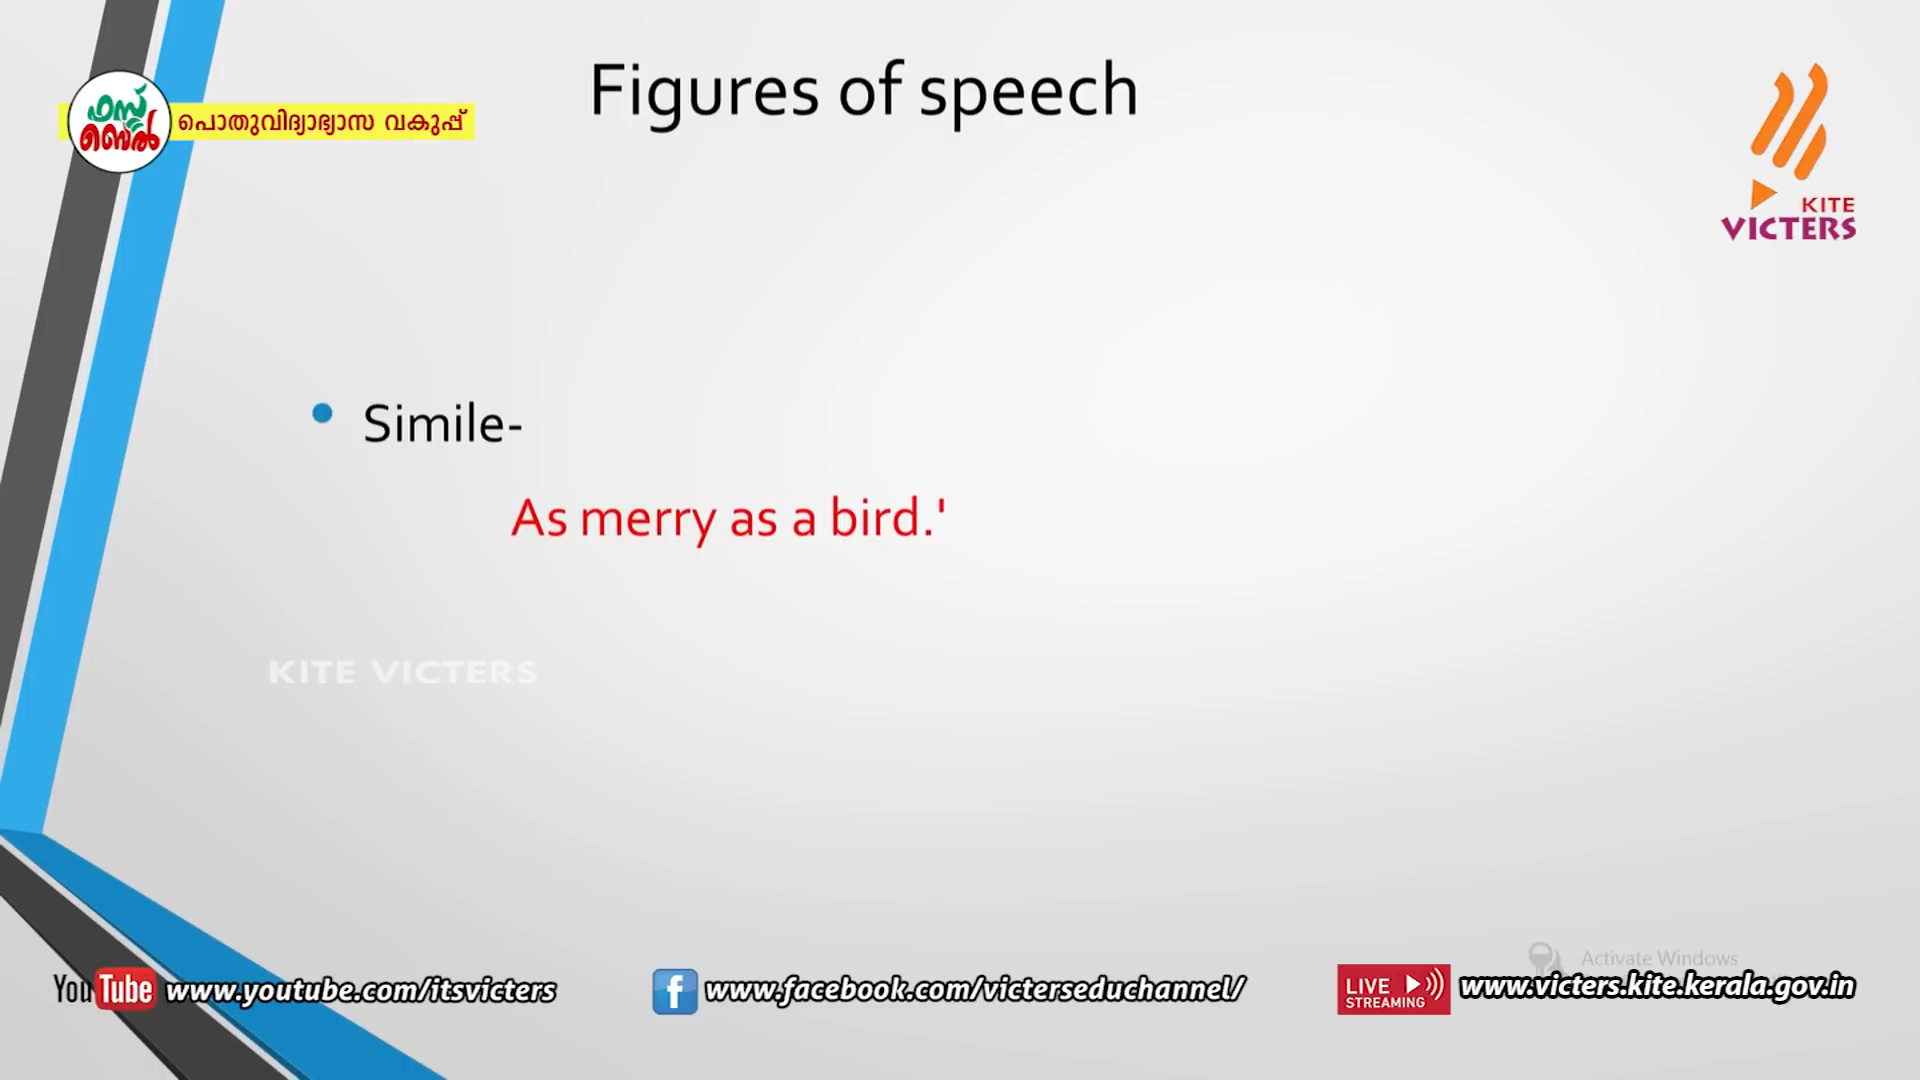 Figures of speech
ഫസ്റ്റ്
ബെൽ
പൊതുവിദ്യാഭ്യാസ വകുപ്പ്
KITE
VICTERS
Simile-
As merry as a bird.'
KITE VICTERS
Activate Windows
YouTube www.youtube.com/itsvicters
f www.facebook.com/victerseduchannel/
LIVE
STREAMING
www.victers.kite.kerala.gov.in